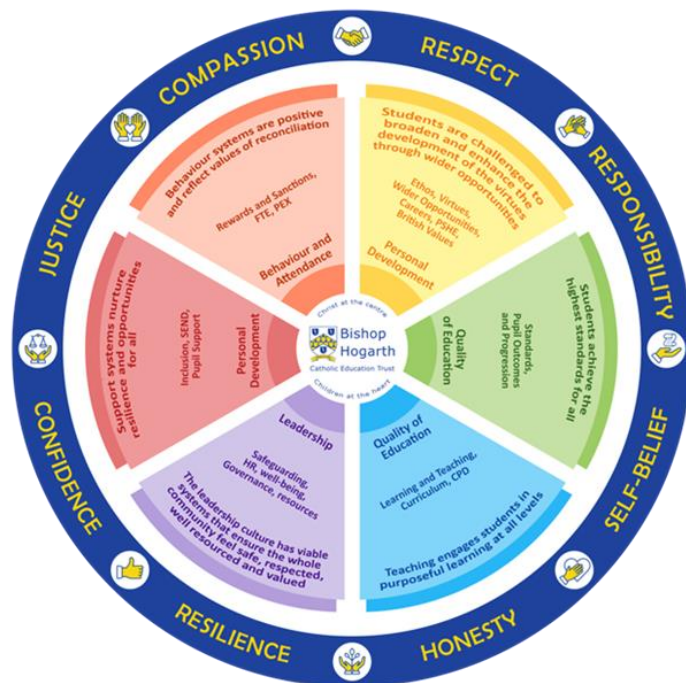 COMPASSION
RESPECT
RESPONSIBILITY
SELF-BELIEF
HONESTY
RESILIENCE
CONFIDENCE
JUSTICE
Behaviour systems are positive
and reflect values of reconciliation
Rewards and Sanctions,
FTE, PEX
Behaviour and
Attendance
Students are challenged to
broaden and enhance the
development of the virtues
through wider opportunities
Ethos, Virtues,
Wider Opportunities,
Careers, PSHE,
British Values
Personal
Development
Students achieve the
highest standards for all
Standards,
Pupil Outcomes
and Progression
Quality
of Education
Quality of
Education
Learning and Teaching,
Curriculum, CPD
Teaching engages students in
purposeful learning at all levels
Leadership
Safeguarding,
HR, well-being,
Governance, resources
The leadership culture has viable
systems that ensure the whole
community feel safe, respected,
well resourced and valued
Support systems nurture
resilience and opportunities
for all
Inclusion, SEND,
Pupil Support
Personal
Development
Christ at the centre
Bishop
Hogarth
Catholic Education Trust
Children at the heart